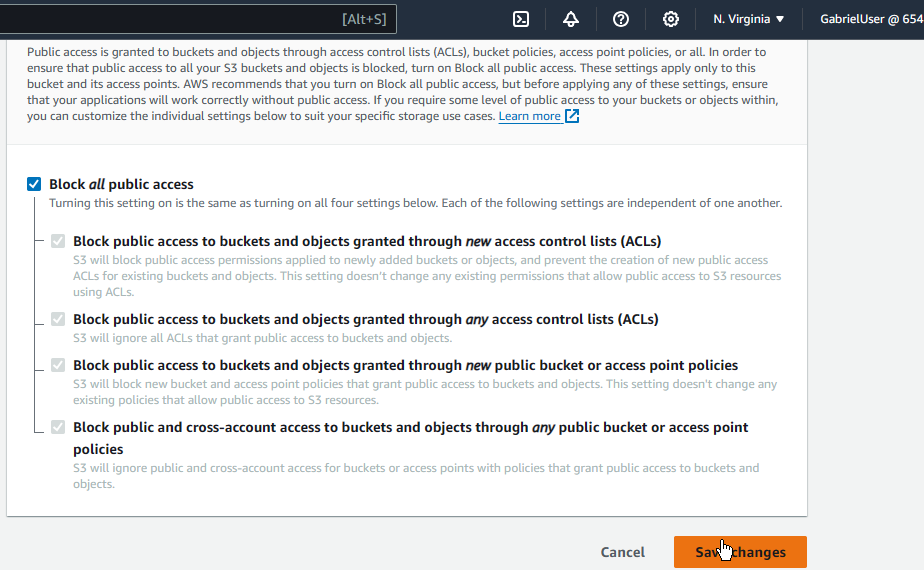 [Alt+S]
N. Virginia
GabrielUser @ 654
Public access is granted to buckets and objects through access control lists (ACLs), bucket policies, access point policies, or all. In order to
ensure that public access to all your S3 buckets and objects is blocked, turn on Block all public access. These settings apply only to this
bucket and its access points. AWS recommends that you turn on Block all public access, but before applying any of these settings, ensure
that your applications will work correctly without public access. If you require some level of public access to your buckets or objects within,
you can customize the individual settings below to suit your specific storage use cases. Learn more
Block all public access
Turning this setting on is the same as turning on all four settings below. Each of the following settings are independent of one another.
Block public access to buckets and objects granted through new access control lists (ACLs)
S3 will block public access permissions applied to newly added buckets or objects, and prevent the creation of new public access
ACLs for existing buckets and objects. This setting doesn't change any existing permissions that allow public access to S3 resources
using ACLs.
Block public access to buckets and objects granted through any access control lists (ACLs)
S3 will ignore all ACLs that grant public access to buckets and objects.
Block public access to buckets and objects granted through new public bucket or access point policies
S3 will block new bucket and access point policies that grant public access to buckets and objects. This setting doesn't change any
existing policies that allow public access to S3 resources.
Block public and cross-account access to buckets and objects through any public bucket or access point
policies
S3 will ignore public and cross-account access for buckets or access points with policies that grant public access to buckets and
objects.
Cancel
Save changes